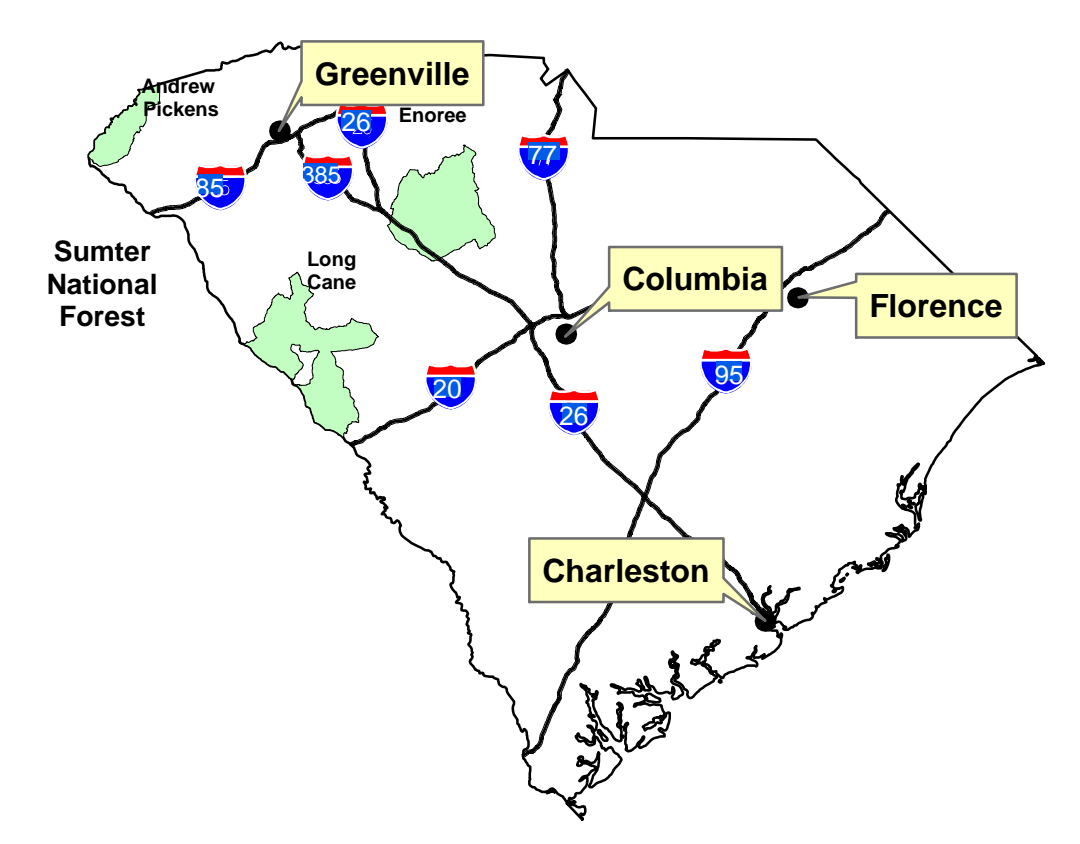 Greenville
Andrew
Pickens
26
Enoree
77
385
85
Sumter
National
Forest
Long
Cane
Columbia
Florence
20
95
26
Charleston